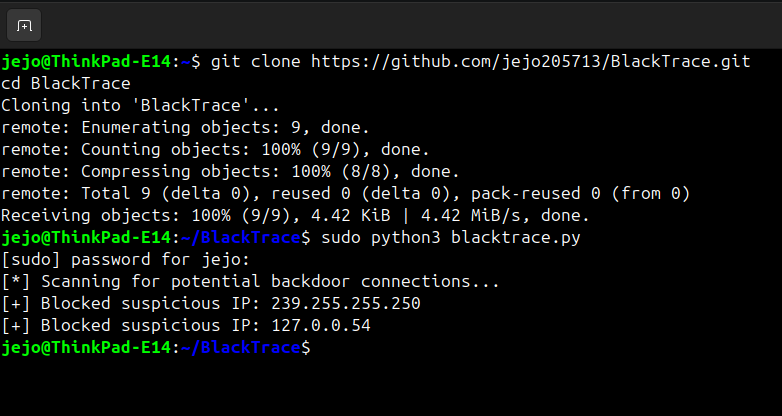 jejo@ThinkPad-E14:~$ git clone https://github.com/jejo205713/BlackTrace.git
cd BlackTrace
Cloning into 'BlackTrace'...
remote: Enumerating objects: 9, done.
remote: Counting objects: 100% (9/9), done.
remote: Compressing objects: 100% (8/8), done.
remote: Total 9 (delta 0), reused 0 (delta 0), pack-reused 0 (from 0)
Receiving objects: 100% (9/9), 4.42 KiB | 4.42 MiB/s, done.
jejo@ThinkPad-E14:~/BlackTrace$ sudo python3 blacktrace.py
[sudo] password for jejo:
[*] Scanning for potential backdoor connections...
[+] Blocked suspicious IP: 239.255.255.250
[+] Blocked suspicious IP: 127.0.0.54
jejo@ThinkPad-E14:~/BlackTrace$